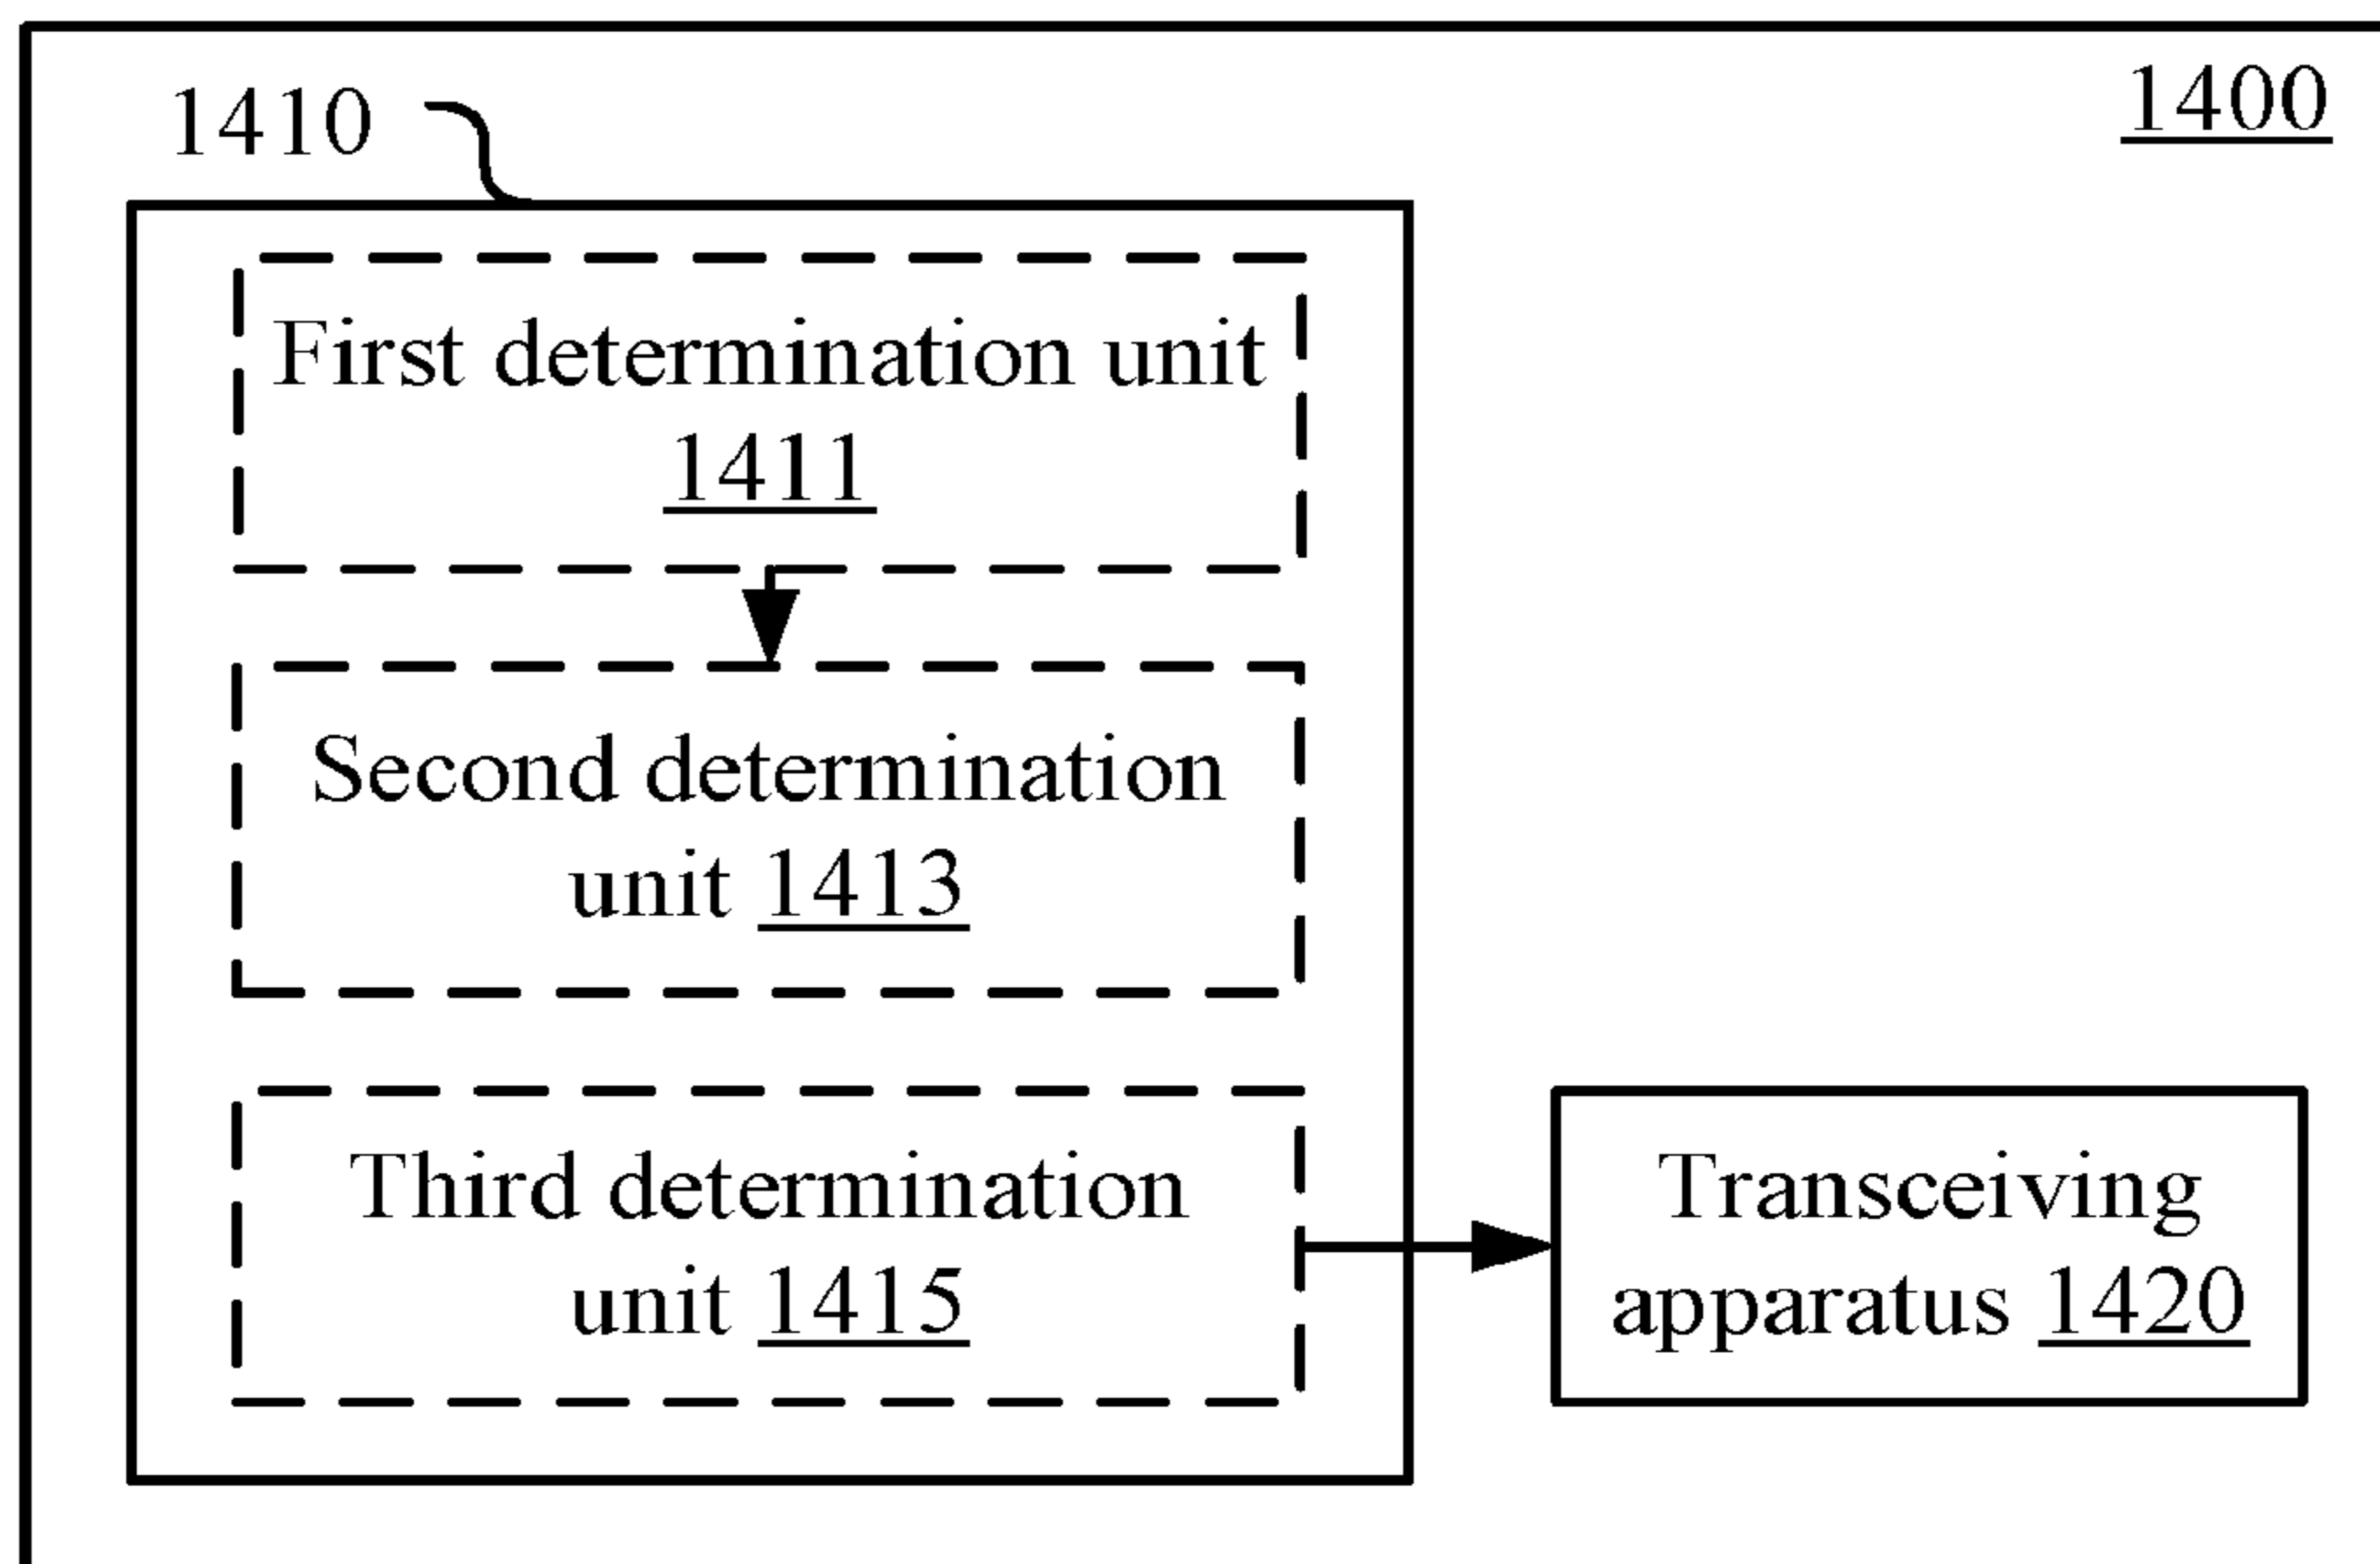 1400
1410
First determination unit
1411
Second determination
unit 1413
Third determination
unit 1415
Transceiving
apparatus 1420